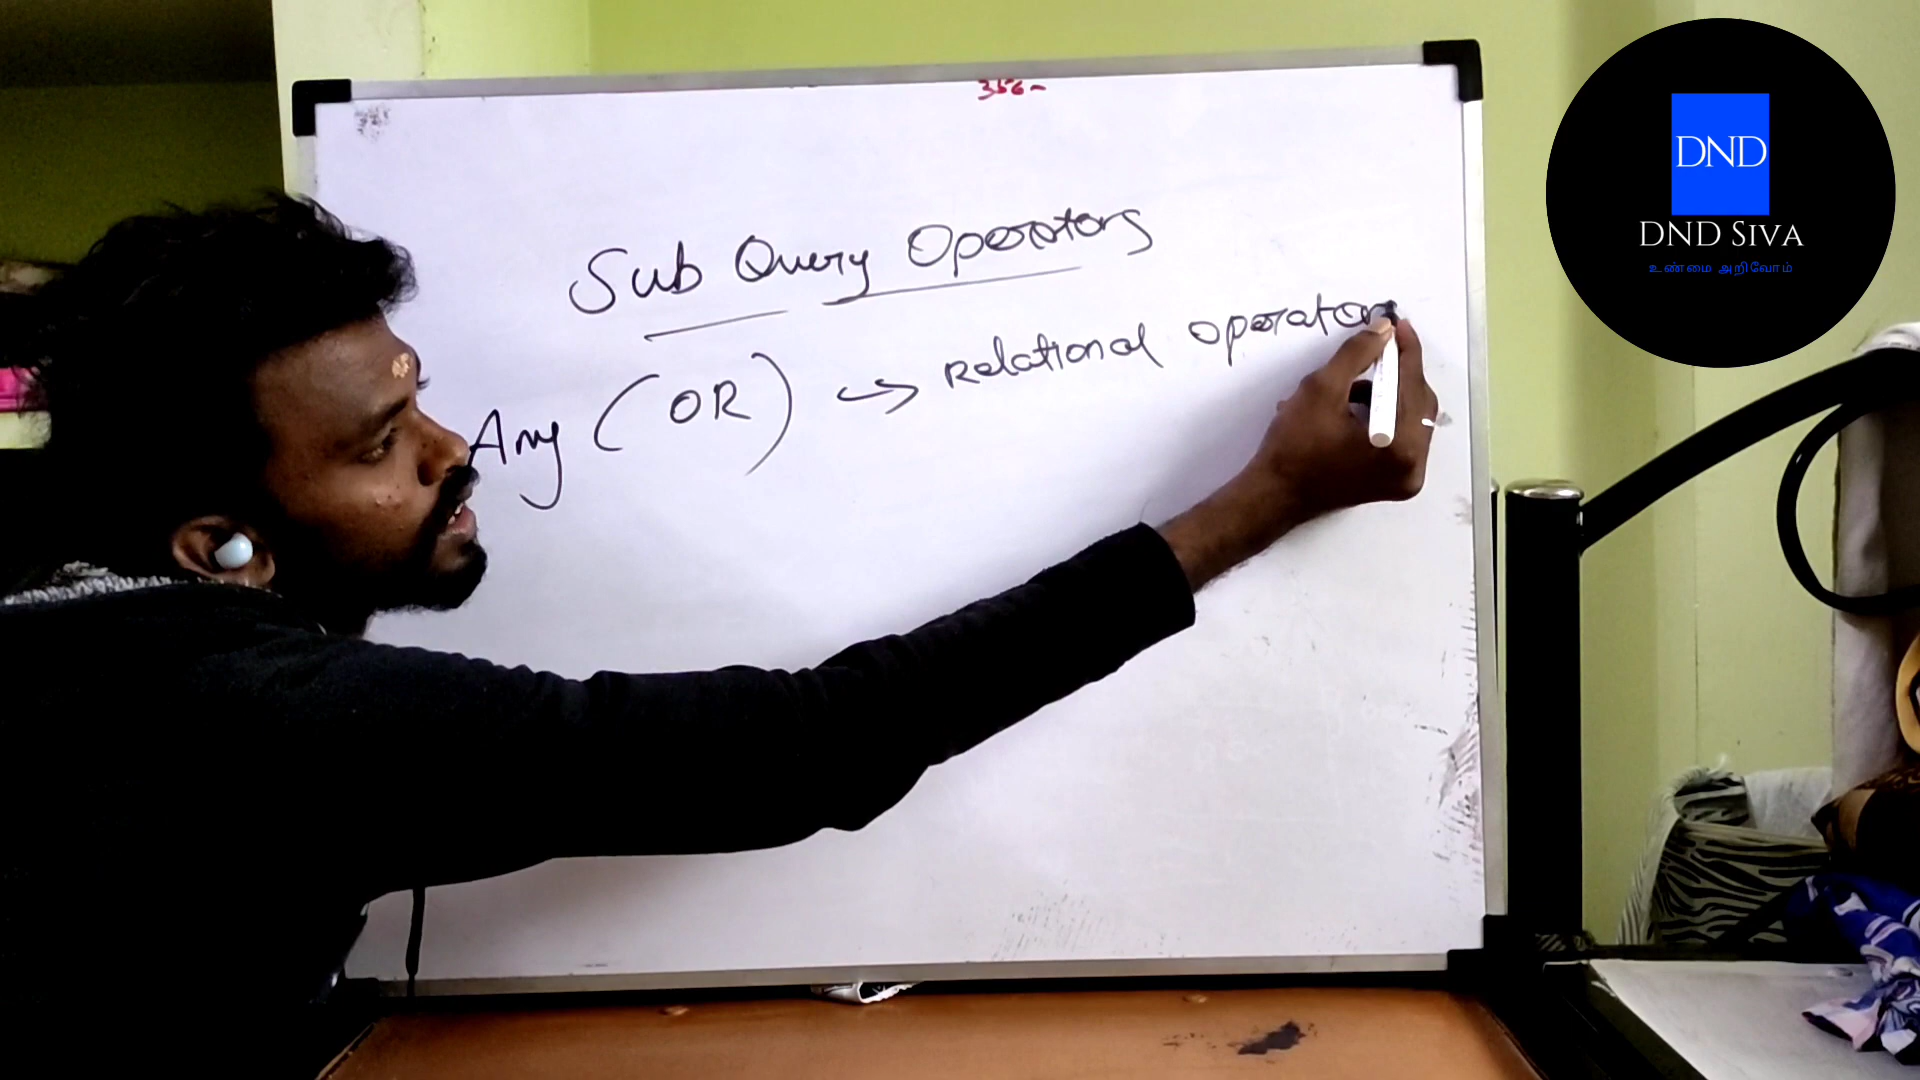 356-
Sub Query Operators
Any (OR) → Relational operators
DND
DND SIVA
உண்மை அறிவோம்